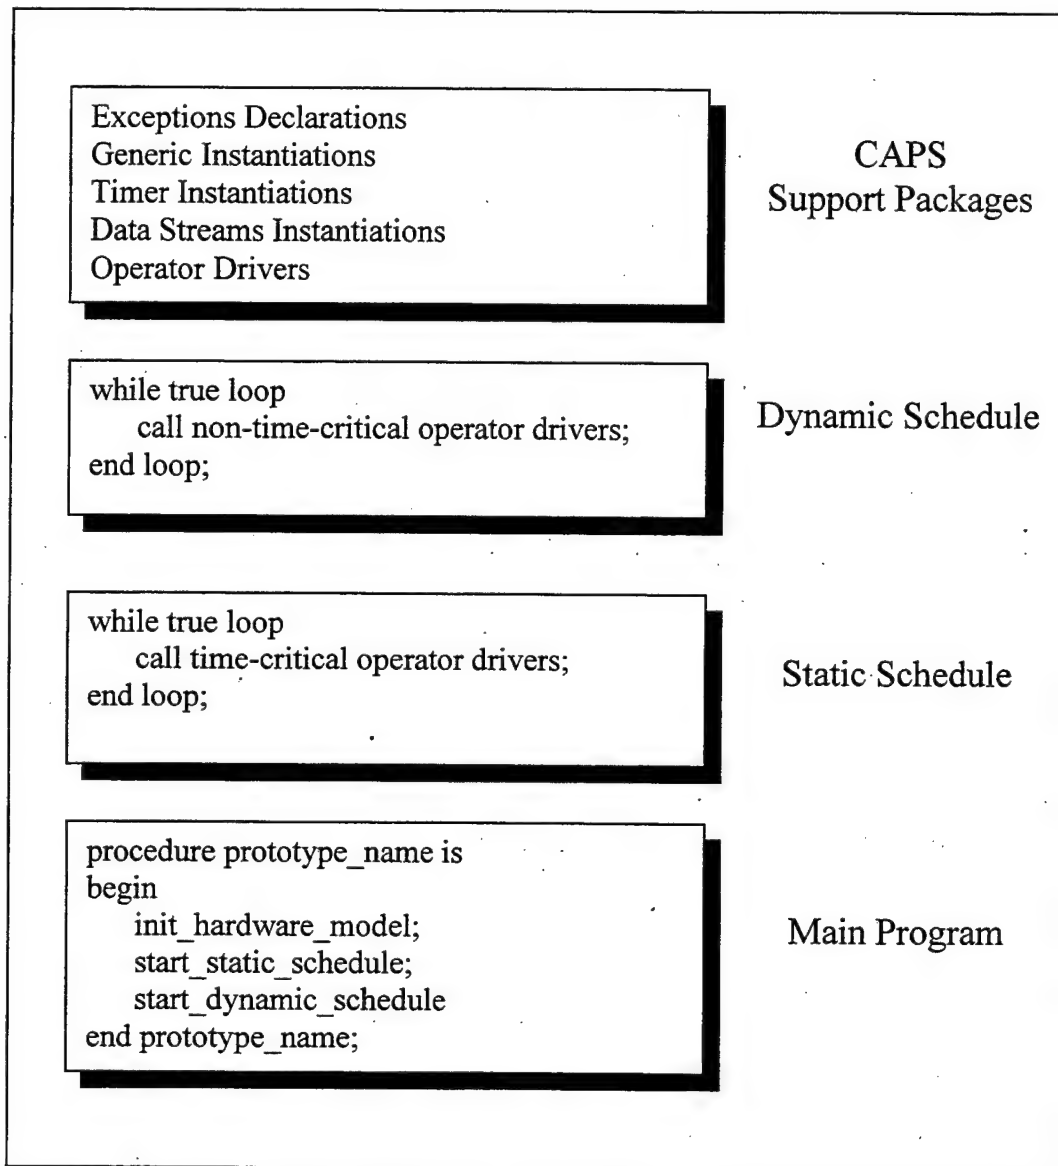 Exceptions Declarations
Generic Instantiations
Timer Instantiations
Data Streams Instantiations
Operator Drivers
CAPS
Support Packages
while true loop
call non-time-critical operator drivers;
end loop;
Dynamic Schedule
while true loop
call time-critical operator drivers;
end loop;
Static Schedule
procedure prototype_name is
begin
init_hardware_model;
start_static_schedule;
start_dynamic_schedule
end prototype_name;
Main Program